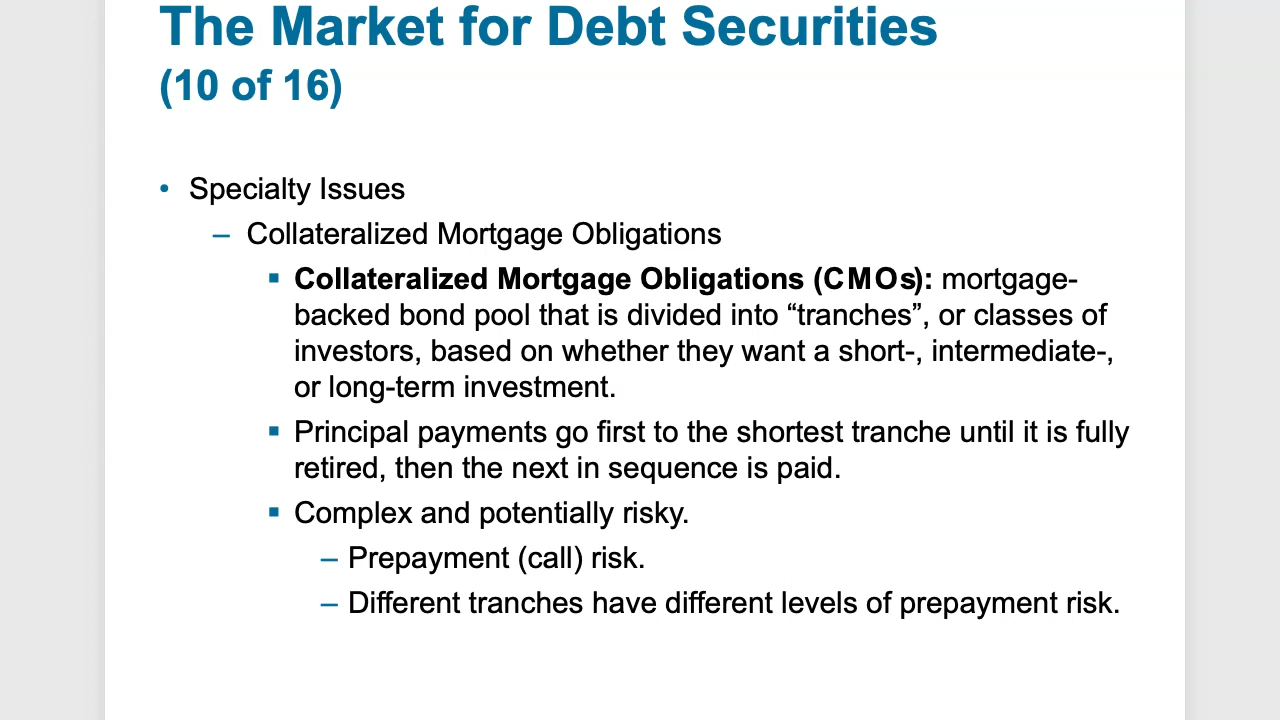 The Market for Debt Securities
(10 of 16)
• Specialty Issues
– Collateralized Mortgage Obligations
▪ Collateralized Mortgage Obligations (CMOs): mortgage-
backed bond pool that is divided into “tranches”, or classes of
investors, based on whether they want a short-, intermediate-,
or long-term investment.
▪ Principal payments go first to the shortest tranche until it is fully
retired, then the next in sequence is paid.
▪ Complex and potentially risky.
– Prepayment (call) risk.
– Different tranches have different levels of prepayment risk.